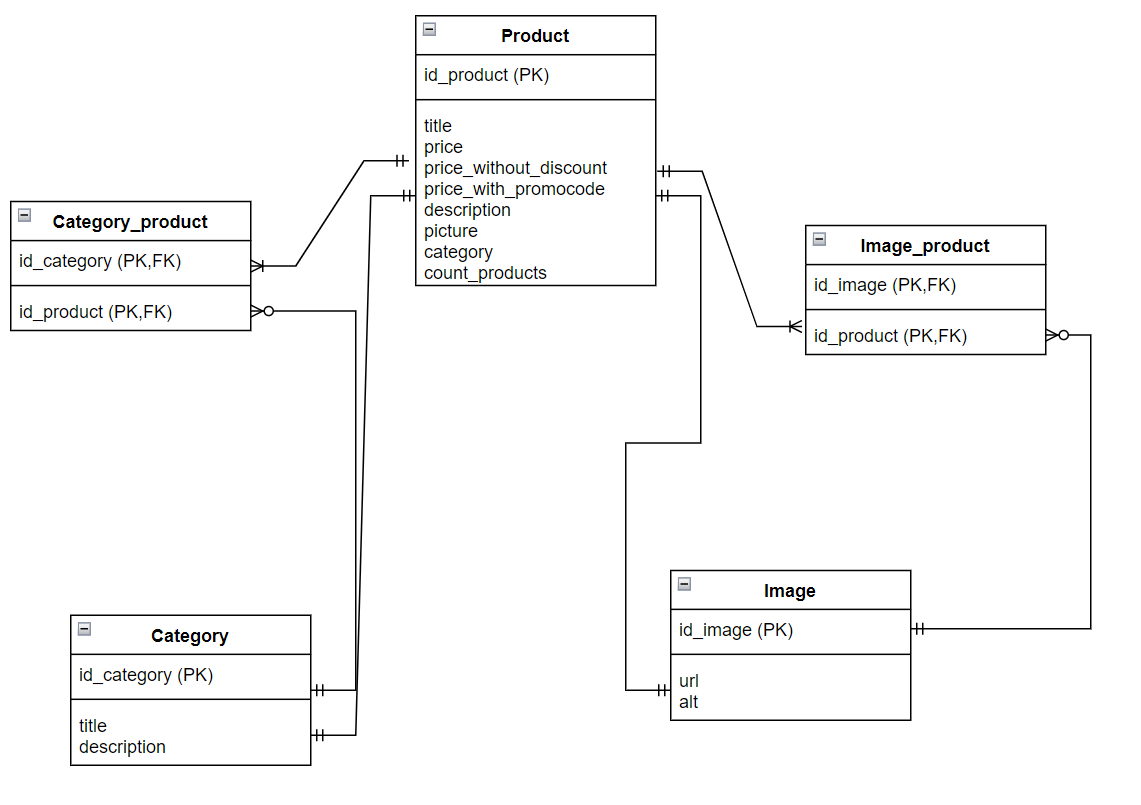 Product
id_product (PK)
title
price
price_without_discount
price_with_promocode
description
picture
category
count_products
Category_product
id_category (PK,FK)
id_product (PK,FK)
Image_product
id_image (PK,FK)
id_product (PK,FK)
Category
id_category (PK)
title
description
Image
id_image (PK)
url
alt